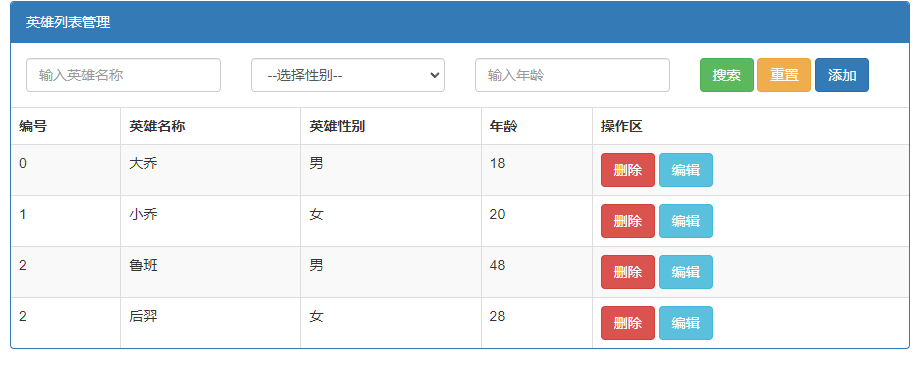 英雄列表管理
输入英雄名称 --选择性别-- 输入年龄 搜索 重置 添加
编号 英雄名称 英雄性别 年龄 操作区
0 大乔 男 18 删除 编辑
1 小乔 女 20 删除 编辑
2 鲁班 男 48 删除 编辑
2 后羿 女 28 删除 编辑